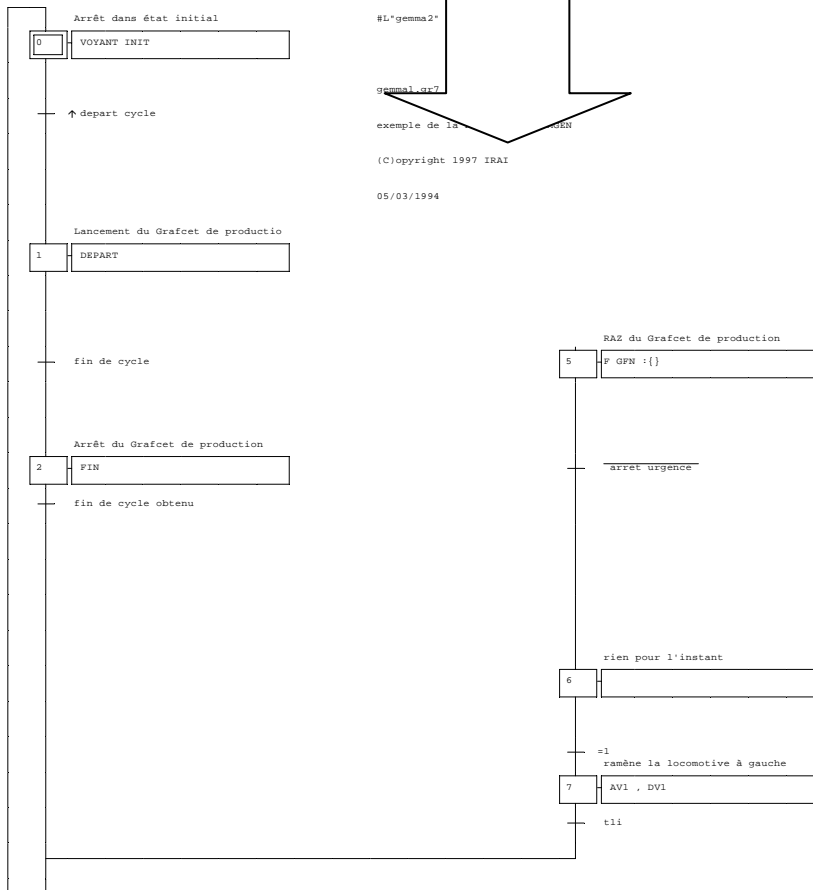 Arrêt dans état initial
0
VOYANT INIT
↑ depart cycle
#L"gemma2"
gemma1.gr7
exemple de la
(C)opyright 1997 IRAI
05/03/1994
Lancement du Grafcet de productio
1
DEPART
fin de cycle
Arrêt du Grafcet de production
2
FIN
fin de cycle obtenu
RAZ du Grafcet de production
5
F GFN :{}
arret urgence
rien pour l'instant
6
=1
ramène la locomotive à gauche
7
AV1 , DV1
t1i